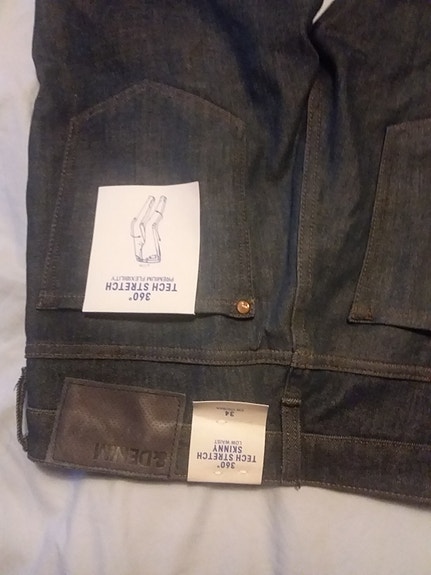 360°
TECH STRETCH
PREMIUM FLEXIBILITY
360°
TECH STRETCH
SKINNY
LOW WAIST
34
&DENIM